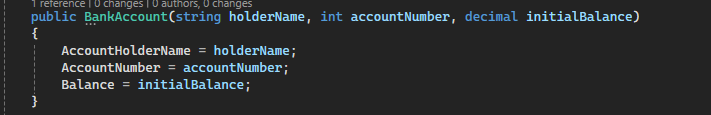 1 reference | 0 changes | 0 authors, 0 changes
public BankAccount(string holderName, int accountNumber, decimal initialBalance)
{
AccountHolderName = holderName;
AccountNumber = accountNumber;
Balance = initialBalance;
}